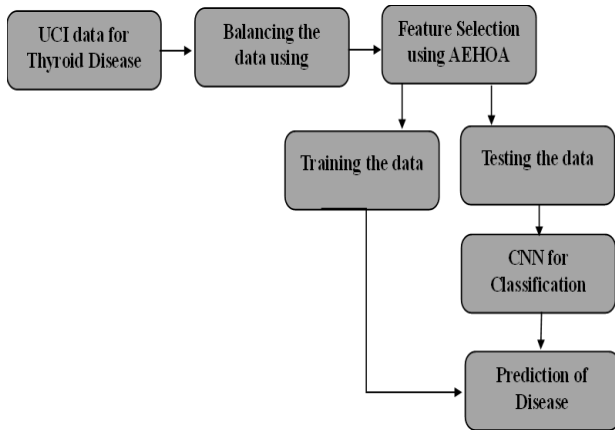 UCI data for
Thyroid Disease
Balancing the
data using
Feature Selection
using AEHOA
Training the data
Testing the data
CNN for
Classification
Prediction of
Disease